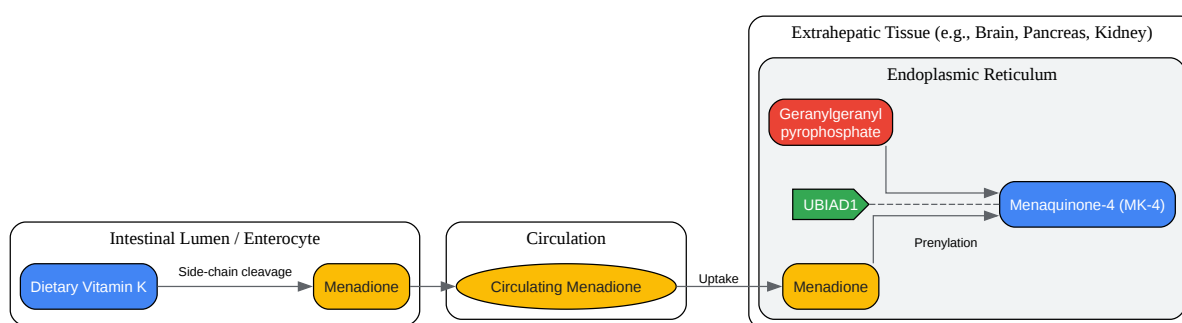 Extrahepatic Tissue (e.g., Brain, Pancreas, Kidney)
Endoplasmic Reticulum
Geranylgeranyl
pyrophosphate
UBIAD1
Menaquinone-4 (MK-4)
Prenylation
Intestinal Lumen / Enterocyte
Circulation
Dietary Vitamin K
Side-chain cleavage
Menadione
Circulating Menadione
Uptake
Menadione